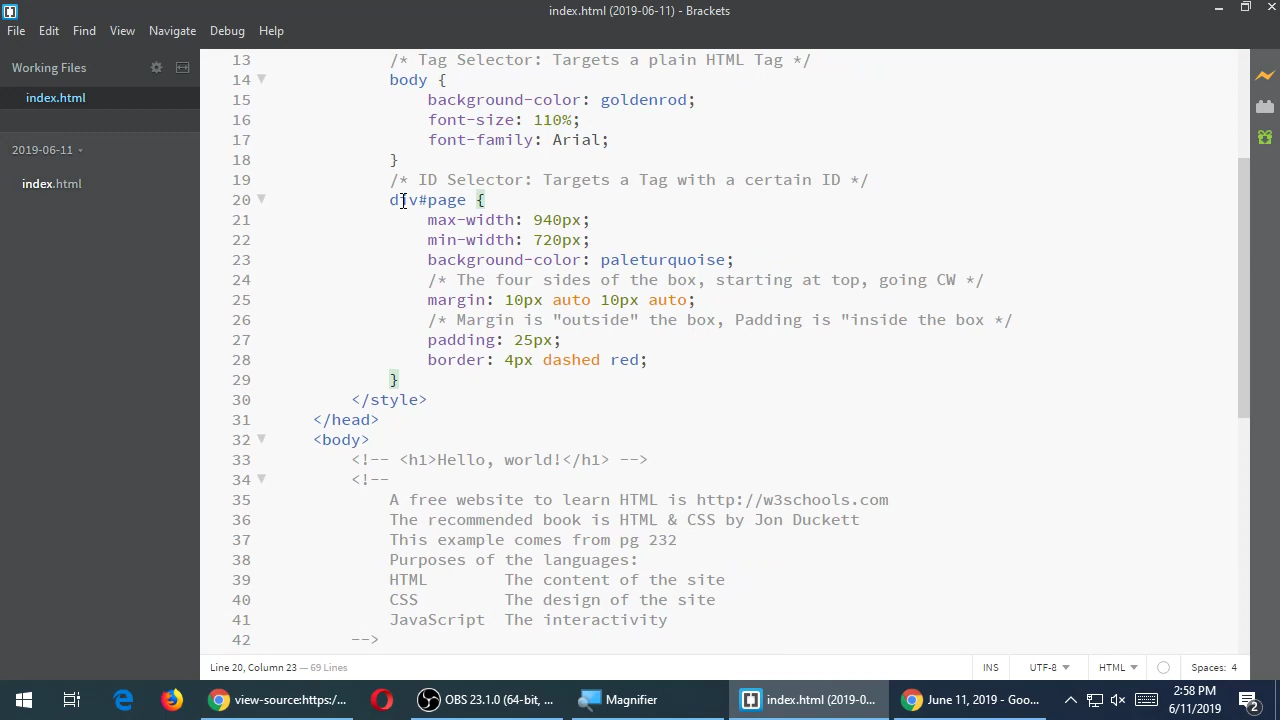 index.html (2019-06-11) - Brackets
File Edit Find View Navigate Debug Help
Working Files
index.html
2019-06-11
index.html
13 /* Tag Selector: Targets a plain HTML Tag */
14 body {
15 background-color: goldenrod;
16 font-size: 110%;
17 font-family: Arial;
18 }
19 /* ID Selector: Targets a Tag with a certain ID */
20 div#page {
21 max-width: 940px;
22 min-width: 720px;
23 background-color: paleturquoise;
24 /* The four sides of the box, starting at top, going CW */
25 margin: 10px auto 10px auto;
26 /* Margin is "outside" the box, Padding is "inside the box */
27 padding: 25px;
28 border: 4px dashed red;
29 }
30 </style>
31 </head>
32 <body>
33 <!-- <h1>Hello, world!</h1> -->
34 <!--
35 A free website to learn HTML is http://w3schools.com
36 The recommended book is HTML & CSS by Jon Duckett
37 This example comes from pg 232
38 Purposes of the languages:
39 HTML The content of the site
40 CSS The design of the site
41 JavaScript The interactivity
42 -->
Line 20, Column 23 — 69 Lines
INS UTF-8 HTML Spaces: 4
view-source:https:/... OBS 23.1.0 (64-bit, ... Magnifier index.html (2019-0... June 11, 2019 - Goo...
2:58 PM
6/11/2019
2